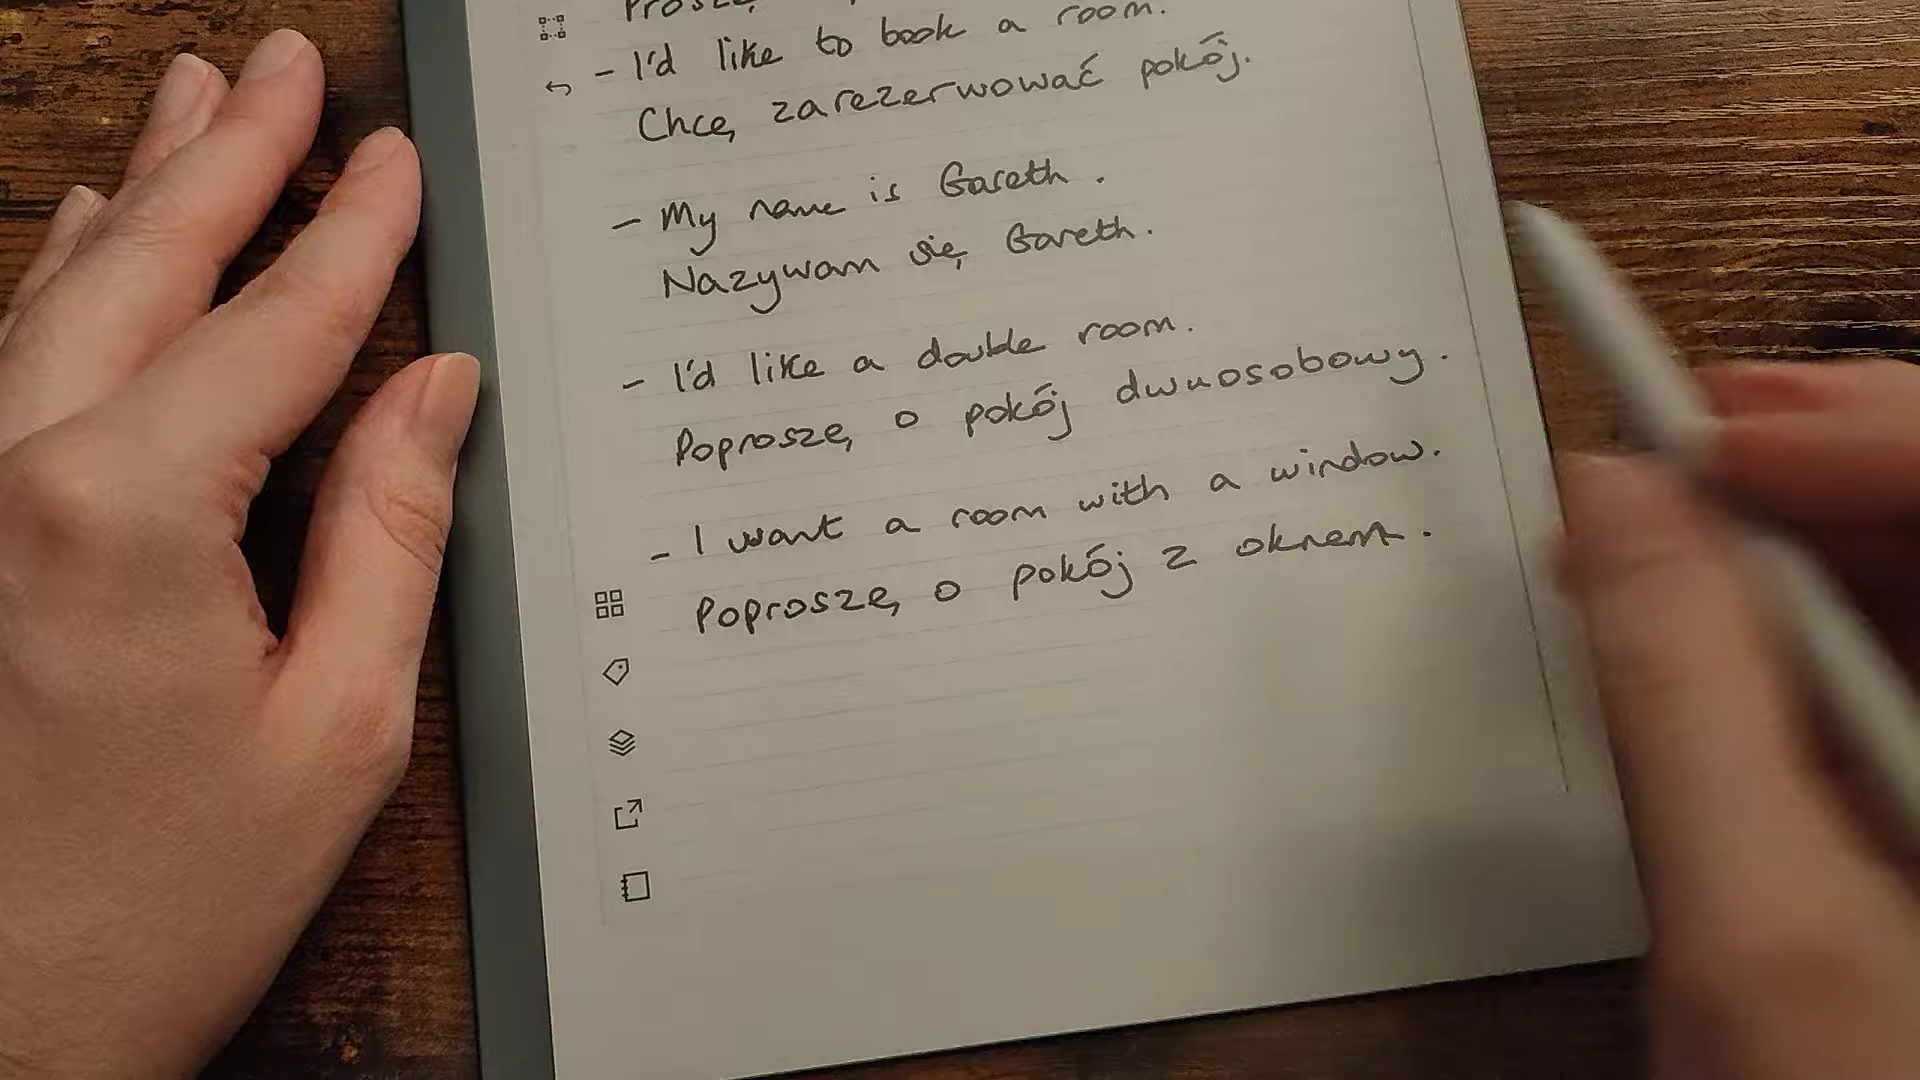 Proszę
- I'd like to book a room.
Chcę zarezerwować pokój.
- My name is Gareth.
Nazywam się Gareth.
- I'd like a double room.
Poproszę o pokój dwuosobowy.
- I want a room with a window.
Poproszę o pokój z oknem.